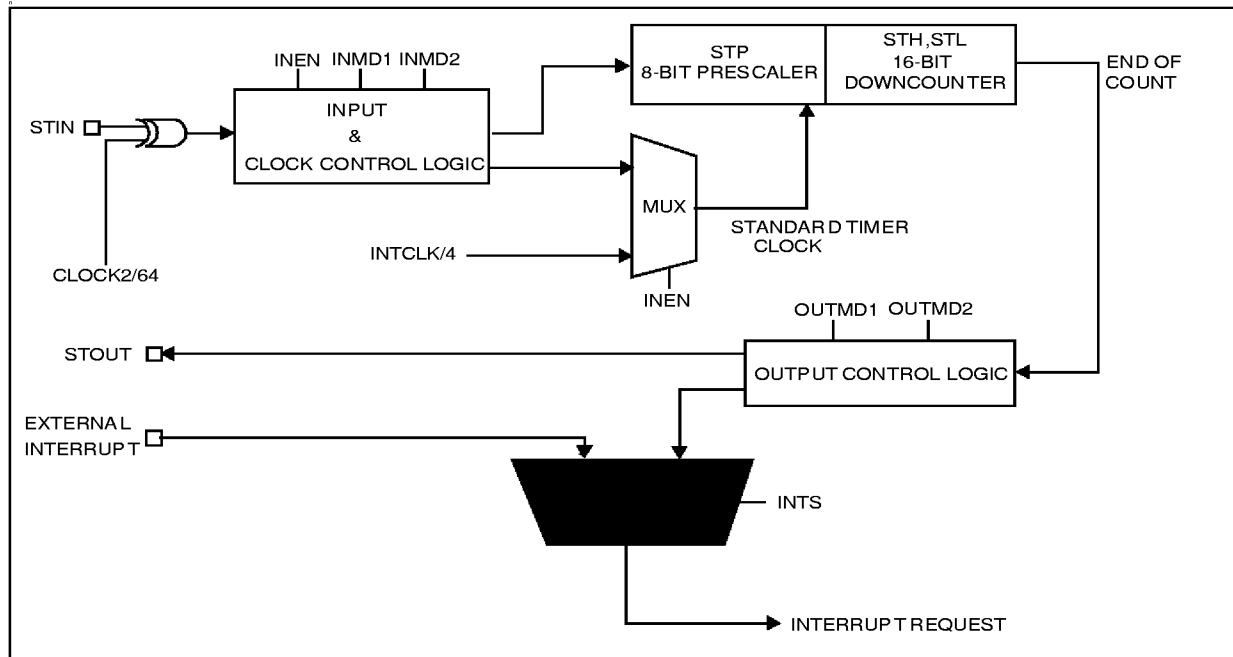 STP
8-BIT PRESCALER
STH,STL
16-BIT
DOWNCOUNTER
END OF
COUNT
INEN
INMD1
INMD2
STIN
INPUT
&
CLOCK CONTROL LOGIC
MUX
STANDARD TIMER
CLOCK
INTCLK/4
CLOCK2/64
INEN
OUTMD1
OUTMD2
STOUT
OUTPUT CONTROL LOGIC
EXTERNAL
INTERRUPT
INTS
INTERRUPT REQUEST